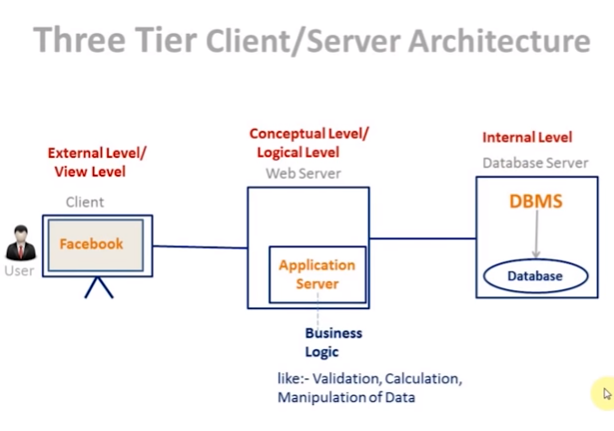 Three Tier Client/Server Architecture
External Level/
View Level
Client
Facebook
User
Conceptual Level/
Logical Level
Web Server
Application
Server
Business
Logic
like:- Validation, Calculation,
Manipulation of Data
Internal Level
Database Server
DBMS
Database